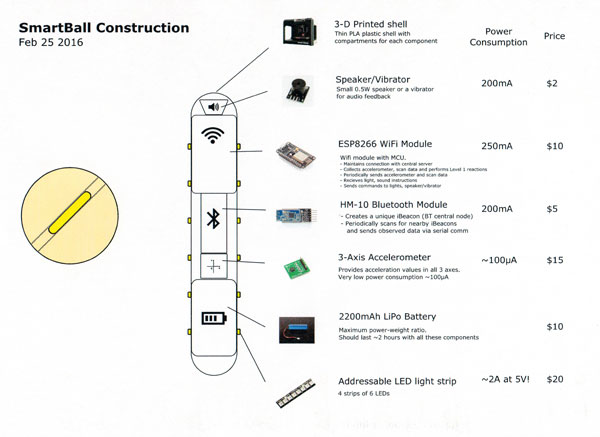 SmartBall Construction
Feb 25 2016
Power
Consumption
Price
3-D Printed shell
Thin PLA plastic shell with
compartments for each component
Speaker/Vibrator
Small 0.5W speaker or a vibrator
for audio feedback
200mA
$2
ESP8266 WiFi Module
250mA
$10
Wifi module with MCU.
- Maintains connection with central server
- Collects accelerometer, scan data and performs Level 1 reactions
- Periodically sends accelerometer and scan data
- Recieves light, sound instructions
- Sends commands to lights, speaker/vibrator
HM-10 Bluetooth Module
200mA
$5
- Creates a unique iBeacon (BT central node)
- Periodically scans for nearby iBeacons
and sends observed data via serial comm
3-Axis Accelerometer
~100µA
$15
Provides acceleration values in all 3 axes.
Very low power consumption ~100µA
2200mAh LiPo Battery
$10
Maximum power-weight ratio.
Should last ~2 hours with all these components
Addressable LED light strip
~2A at 5V!
$20
4 strips of 6 LEDs